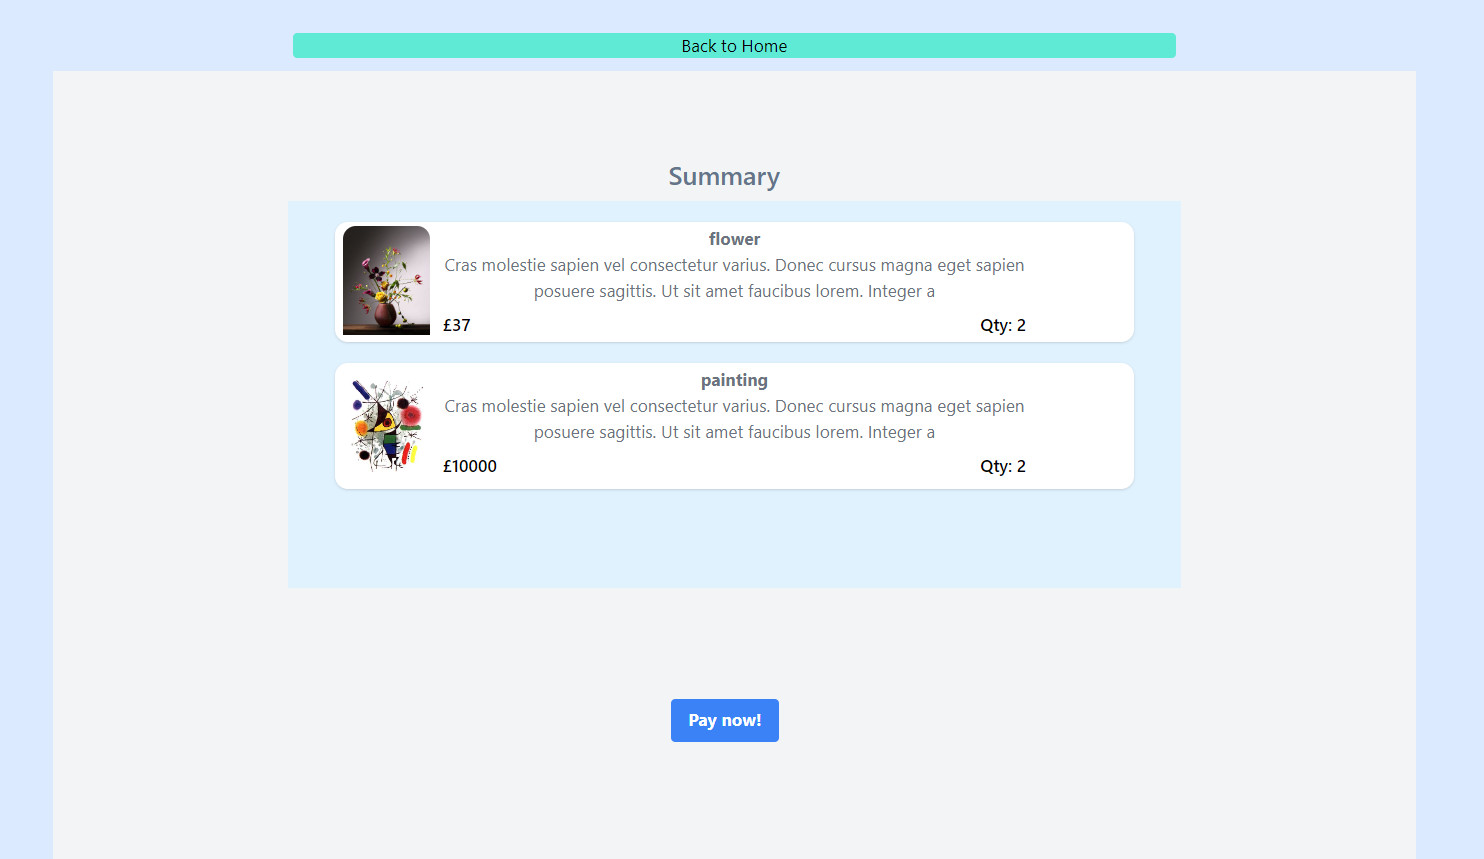 Back to Home
Summary
flower
Cras molestie sapien vel consectetur varius. Donec cursus magna eget sapien
posuere sagittis. Ut sit amet faucibus lorem. Integer a
£37 Qty: 2
painting
Cras molestie sapien vel consectetur varius. Donec cursus magna eget sapien
posuere sagittis. Ut sit amet faucibus lorem. Integer a
£10000 Qty: 2
Pay now!